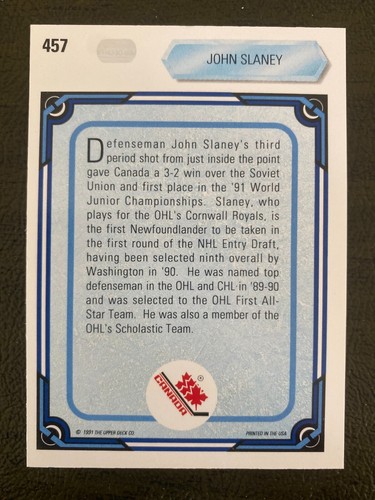 457
JOHN SLANEY
Defenseman John Slaney's third
period shot from just inside the point
gave Canada a 3-2 win over the Soviet
Union and first place in the '91 World
Junior Championships. Slaney, who
plays for the OHL's Cornwall Royals, is
the first Newfoundlander to be taken in
the first round of the NHL Entry Draft,
having been selected ninth overall by
Washington in '90. He was named top
defenseman in the OHL and CHL in '89-90
and was selected to the OHL First All-
Star Team. He was also a member of the
OHL's Scholastic Team.
CANADA ®
© 1991 THE UPPER DECK CO.
PRINTED IN THE USA